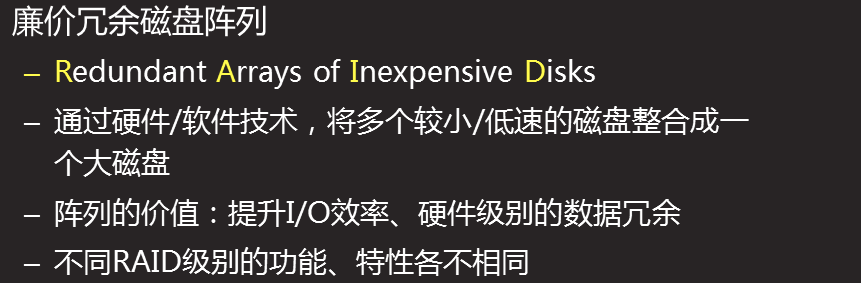 廉价冗余磁盘阵列
– Redundant Arrays of Inexpensive Disks
– 通过硬件/软件技术，将多个较小/低速的磁盘整合成一
个大磁盘
– 阵列的价值：提升I/O效率、硬件级别的数据冗余
– 不同RAID级别的功能、特性各不相同